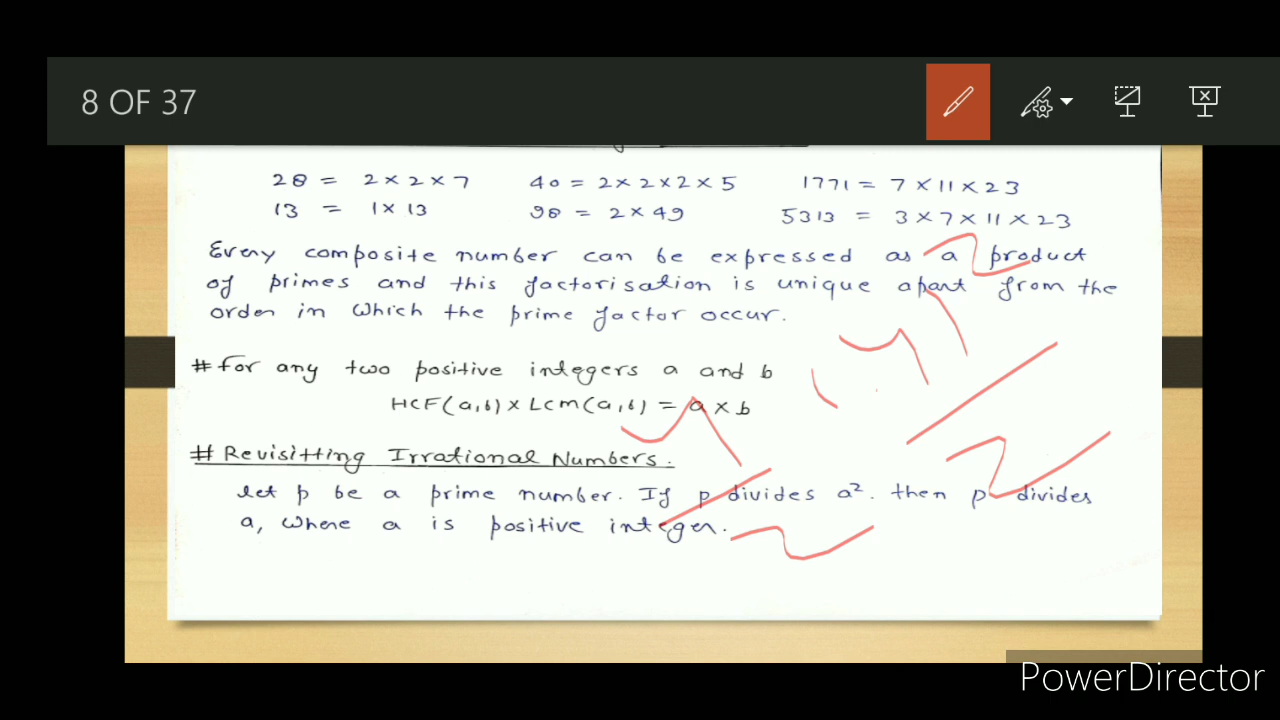 8 OF 37
28 = 2×2×7 40 = 2×2×2×5 1771 = 7×11×23
13 = 1×13 98 = 2×49 5313 = 3×7×11×23
Every composite number can be expressed as a product
of primes and this factorisation is unique apart from the
order in which the prime factor occur.
# For any two positive integers a and b
HCF(a,b)×Lcm(a,b) = a×b
# Revisitting Irrational Numbers.
let p be a prime number. If p divides a². then p divides
a, where a is positive integer.
PowerDirector